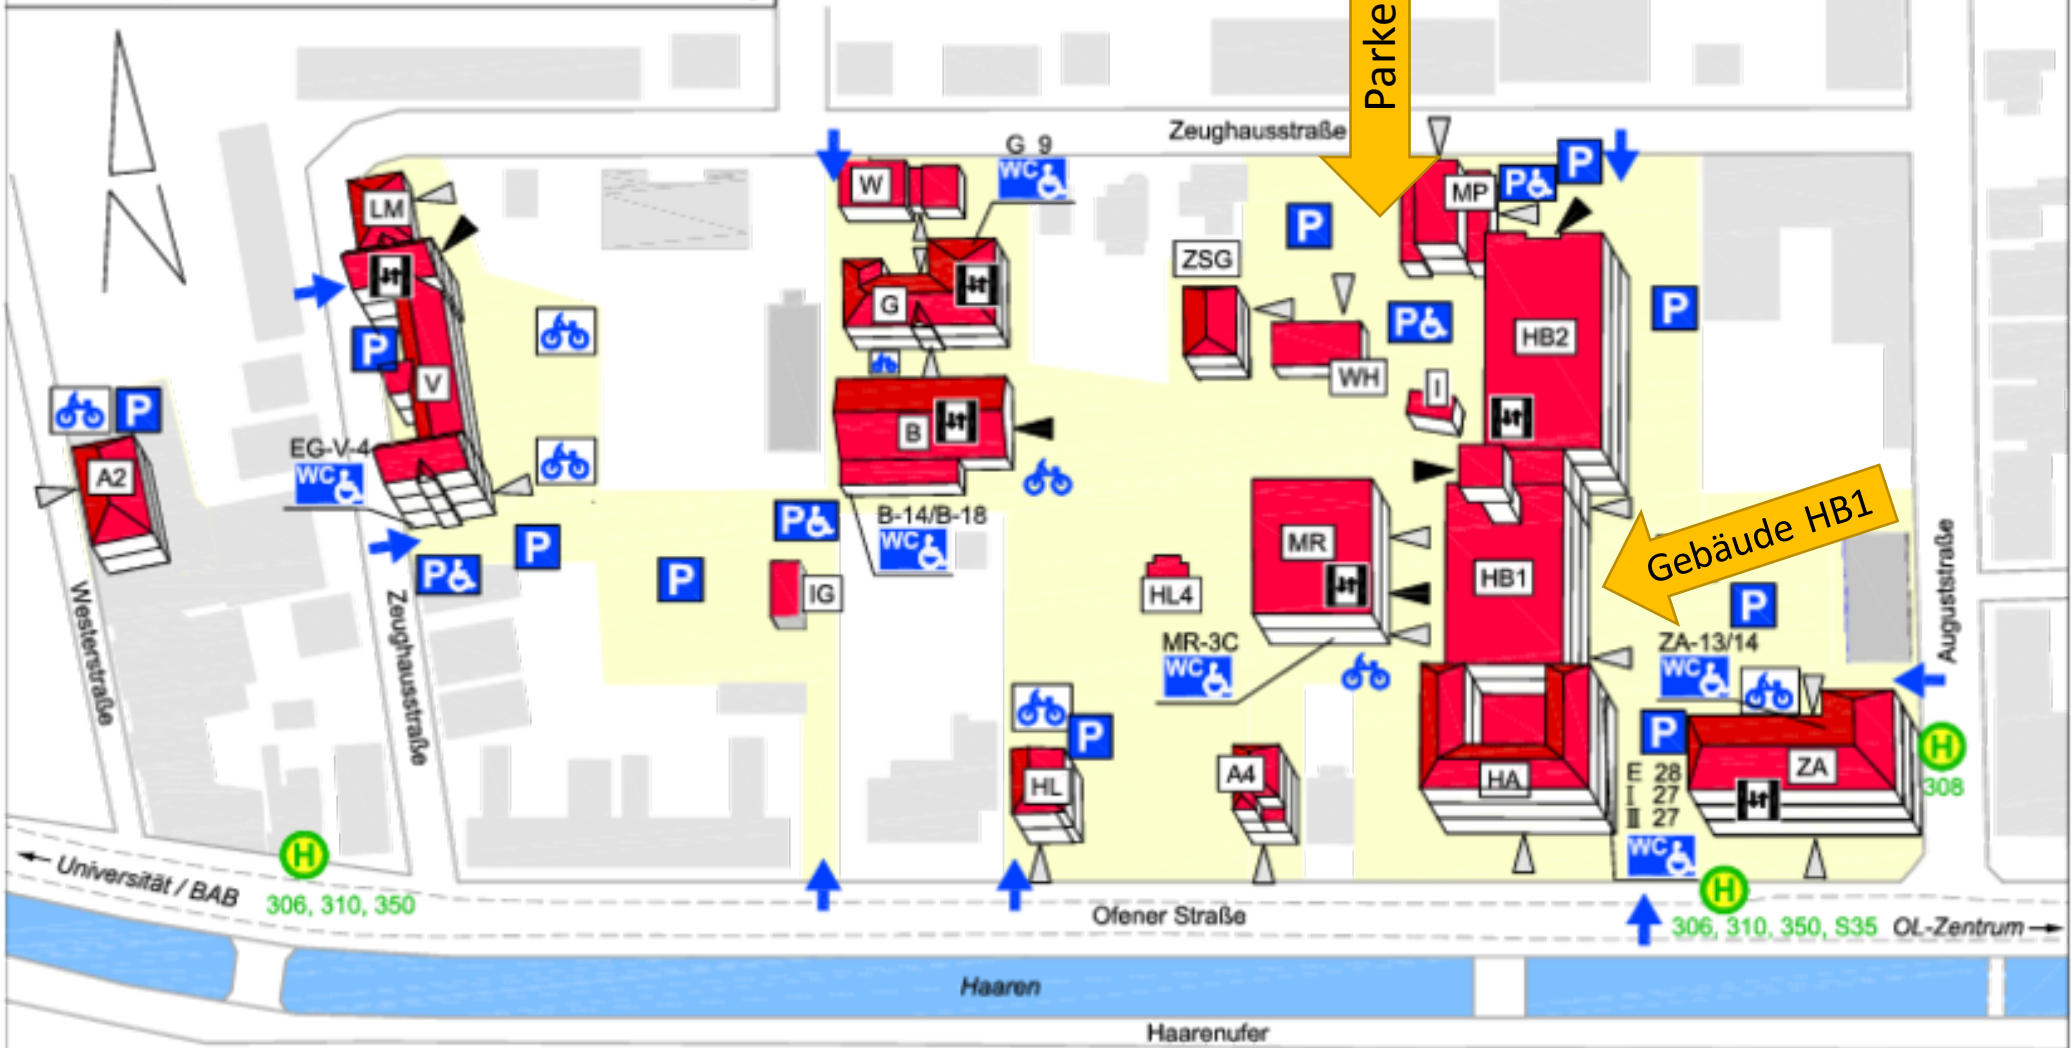 Parke
Zeughausstraße
G 9
WC
W
P
MP
P
LM
P
ZSG
G
P
P
HB2
P
V
WH
I
P
A2
B
EG-V-4
WC
Gebäude HB1
P
B-14/B-18
WC
MR
P
P
P
HB1
HL4
IG
P
Westerstraße
Zeughausstraße
Auguststraße
MR-3C
WC
ZA-13/14
WC
P
P
H
308
HL
A4
HA
ZA
E 28
I 27
II 27
WC
H
306, 310, 350
H
306, 310, 350, S35
Universität / BAB
Ofener Straße
OL-Zentrum
Haaren
Haarenufer